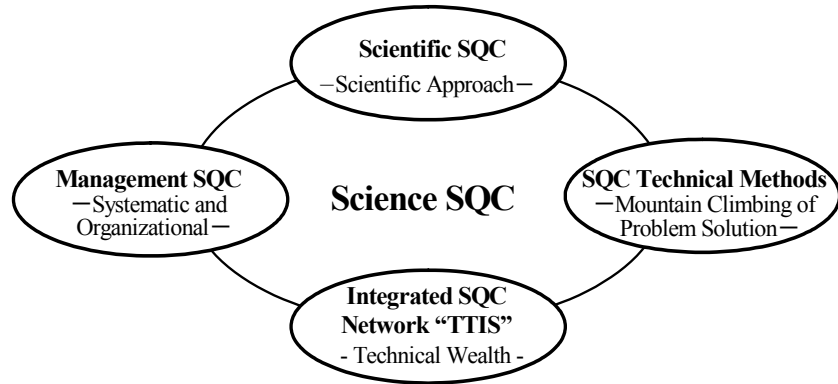 Scientific SQC
—Scientific Approach—
Management SQC
—Systematic and
Organizational—
Science SQC
SQC Technical Methods
—Mountain Climbing of
Problem Solution—
Integrated SQC
Network “TTIS”
- Technical Wealth -